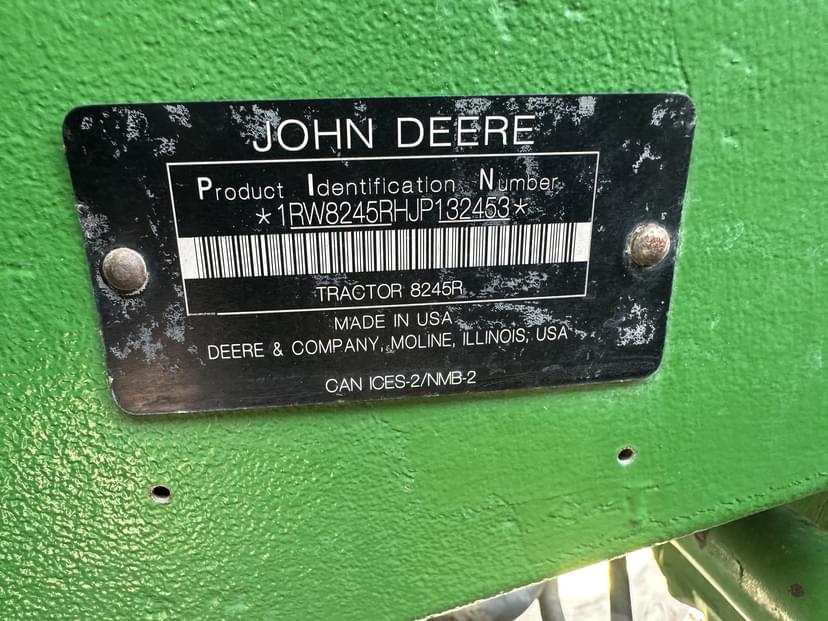 JOHN DEERE
Product Identification Number
*1RW8245RHJP132453*
TRACTOR 8245R
MADE IN USA
DEERE & COMPANY, MOLINE, ILLINOIS, USA
CAN ICES-2/NMB-2